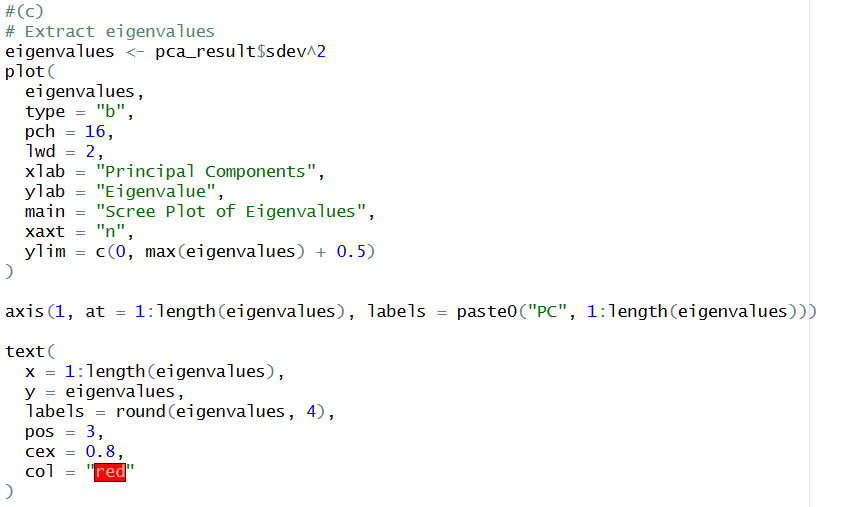 #(c)
# Extract eigenvalues
eigenvalues <- pca_result$sdev^2
plot(
  eigenvalues,
  type = "b",
  pch = 16,
  lwd = 2,
  xlab = "Principal Components",
  ylab = "Eigenvalue",
  main = "Scree Plot of Eigenvalues",
  xaxt = "n",
  ylim = c(0, max(eigenvalues) + 0.5)
)
axis(1, at = 1:length(eigenvalues), labels = paste0("PC", 1:length(eigenvalues)))
text(
  x = 1:length(eigenvalues),
  y = eigenvalues,
  labels = round(eigenvalues, 4),
  pos = 3,
  cex = 0.8,
  col = "red"
)